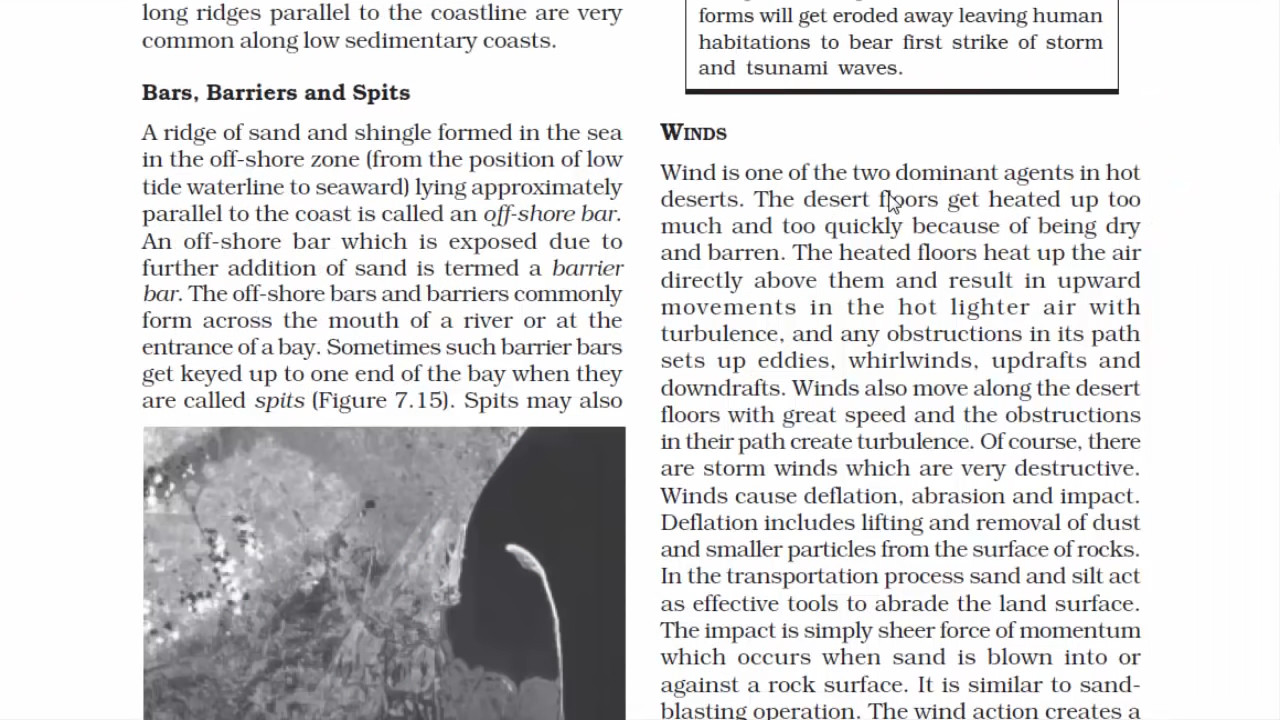 long ridges parallel to the coastline are very
common along low sedimentary coasts.
Bars, Barriers and Spits
A ridge of sand and shingle formed in the sea
in the off-shore zone (from the position of low
tide waterline to seaward) lying approximately
parallel to the coast is called an off-shore bar.
An off-shore bar which is exposed due to
further addition of sand is termed a barrier
bar. The off-shore bars and barriers commonly
form across the mouth of a river or at the
entrance of a bay. Sometimes such barrier bars
get keyed up to one end of the bay when they
are called spits (Figure 7.15). Spits may also
forms will get eroded away leaving human
habitations to bear first strike of storm
and tsunami waves.
WINDS
Wind is one of the two dominant agents in hot
deserts. The desert floors get heated up too
much and too quickly because of being dry
and barren. The heated floors heat up the air
directly above them and result in upward
movements in the hot lighter air with
turbulence, and any obstructions in its path
sets up eddies, whirlwinds, updrafts and
downdrafts. Winds also move along the desert
floors with great speed and the obstructions
in their path create turbulence. Of course, there
are storm winds which are very destructive.
Winds cause deflation, abrasion and impact.
Deflation includes lifting and removal of dust
and smaller particles from the surface of rocks.
In the transportation process sand and silt act
as effective tools to abrade the land surface.
The impact is simply sheer force of momentum
which occurs when sand is blown into or
against a rock surface. It is similar to sand-
blasting operation. The wind action creates a